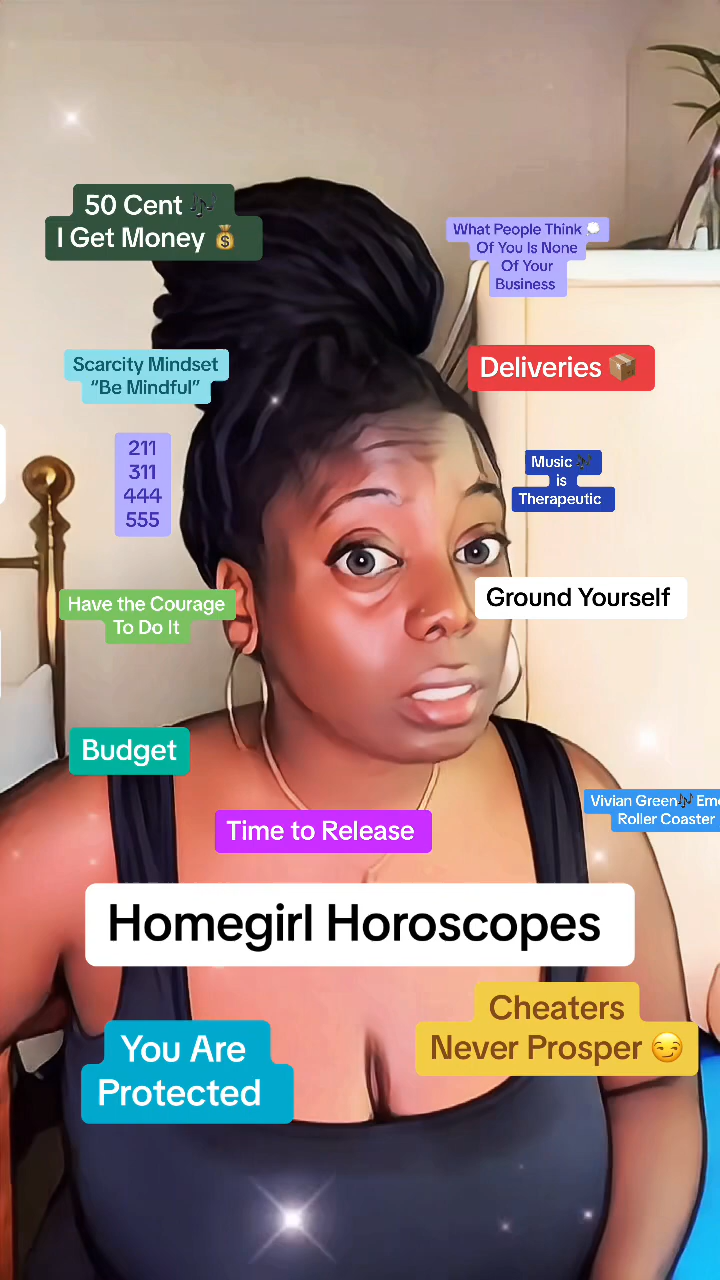 50 Cent 🎶
I Get Money 💰
What People Think 💭
Of You Is None
Of Your
Business
Scarcity Mindset
“Be Mindful”
Deliveries 📦
211
311
444
555
Music 🎶
is
Therapeutic
Have the Courage
To Do It
Ground Yourself
Budget
Vivian Green🎶
Roller Coaster
Time to Release
Homegirl Horoscopes
Cheaters
Never Prosper 😏
You Are
Protected